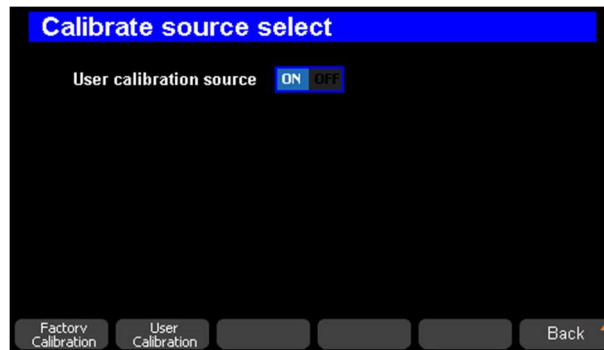 Calibrate source select
User calibration source ON OFF
Factory Calibration
User Calibration
Back